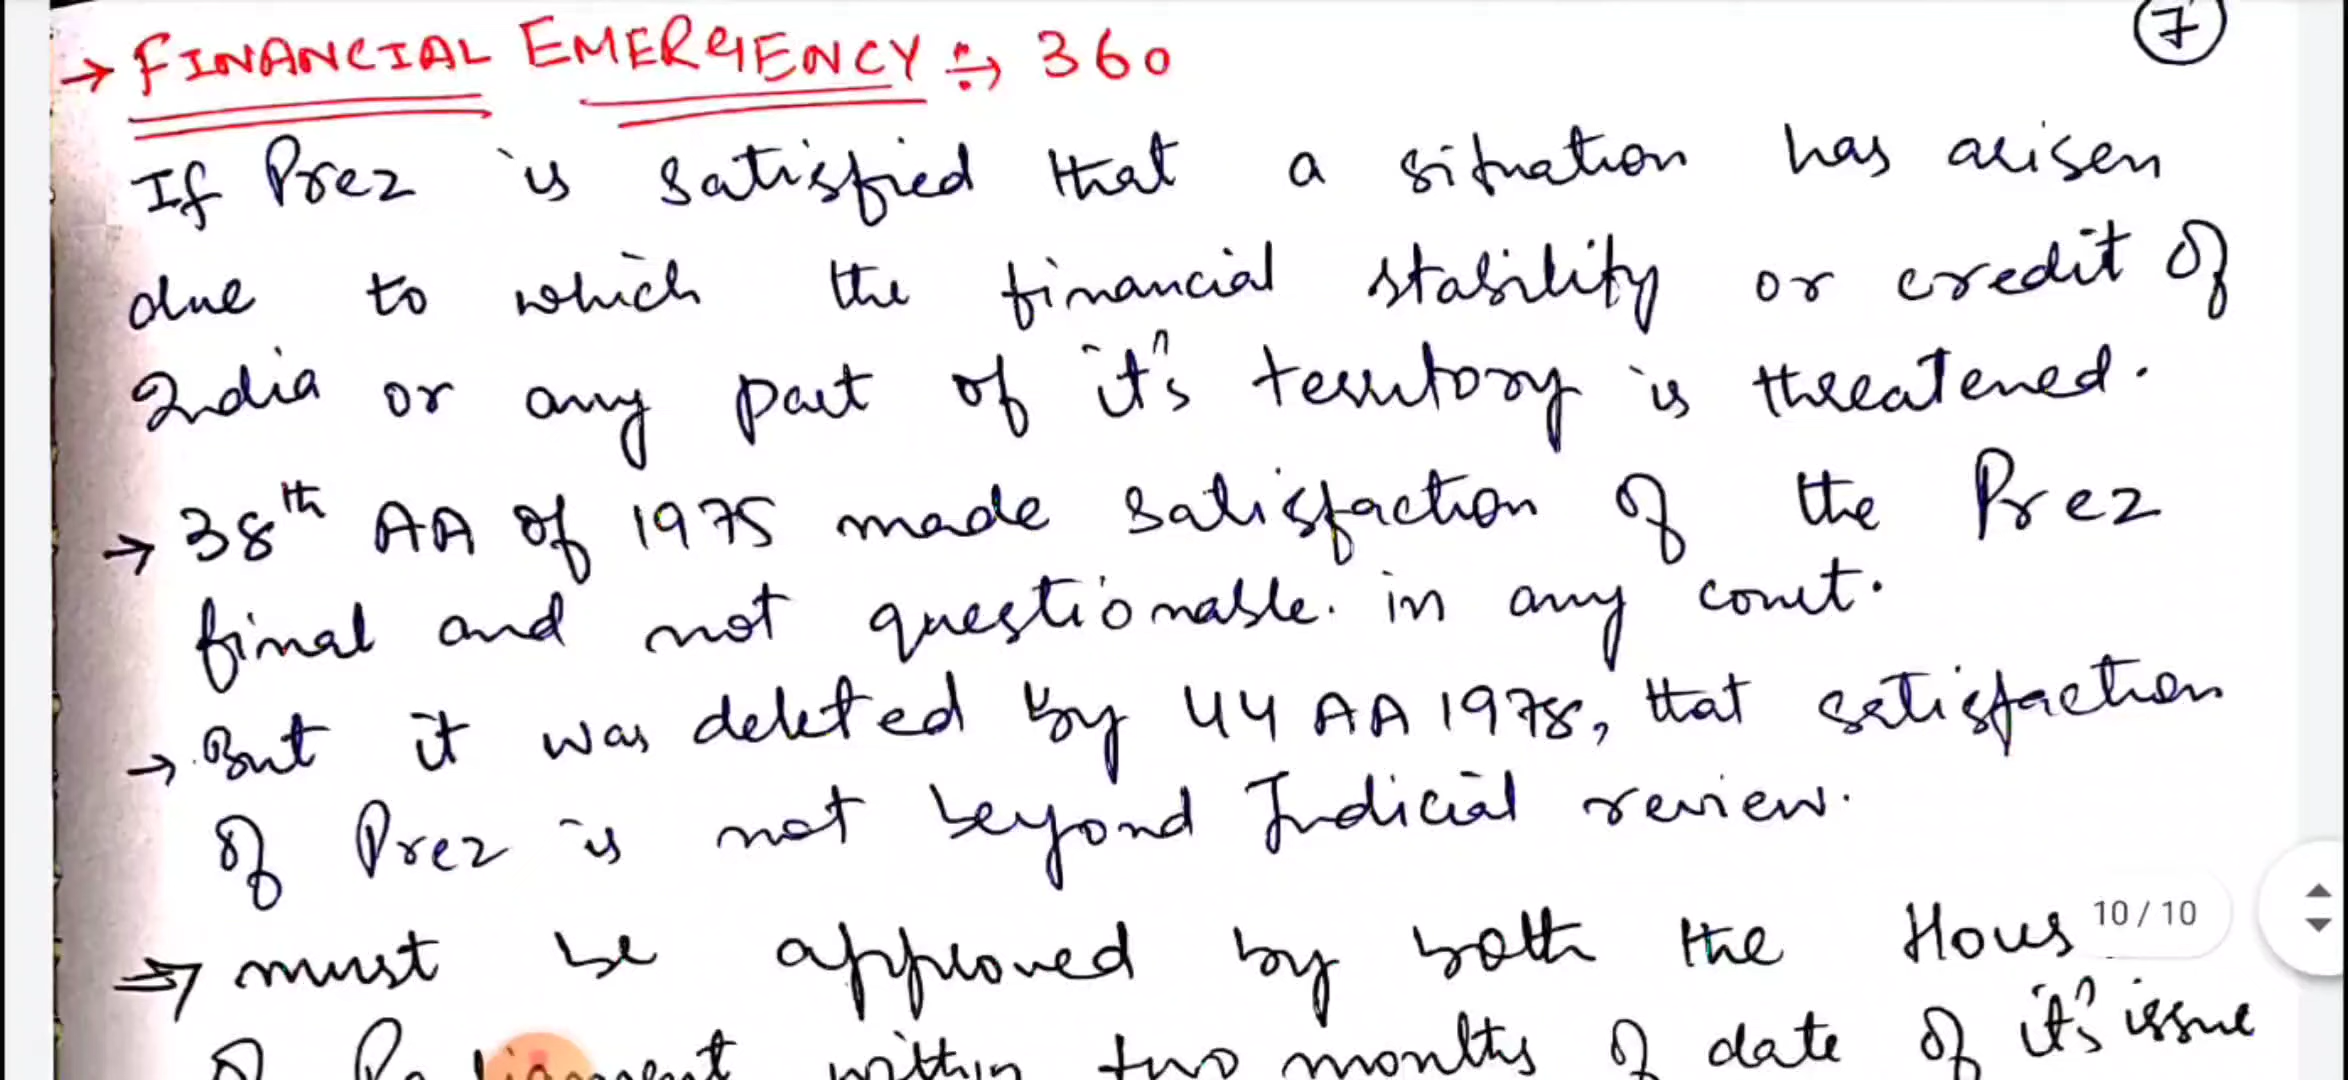 7
→ FINANCIAL EMERGENCY ÷→ 360
If Prez is satisfied that a situation has arisen
due to which the financial stability or credit of
India or any part of it's territory is threatened.
→ 38th AA of 1975 made satisfaction of the Prez
final and not questionable. in any court.
→ But it was deleted by 44 AA 1978, that satisfaction
of Prez is not beyond Judicial review.
⇒ must be approved by both the Hous
10 / 10
of within two months of date of it's issue